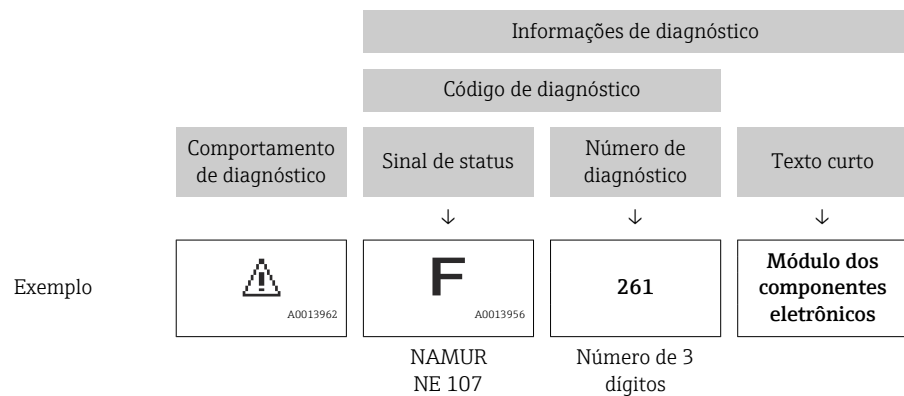 Informações de diagnóstico
Código de diagnóstico
Comportamento
de diagnóstico
Sinal de status
Número de
diagnóstico
Texto curto
Exemplo
A0013962
F
A0013956
261
Módulo dos
componentes
eletrônicos
NAMUR
NE 107
Número de 3
dígitos